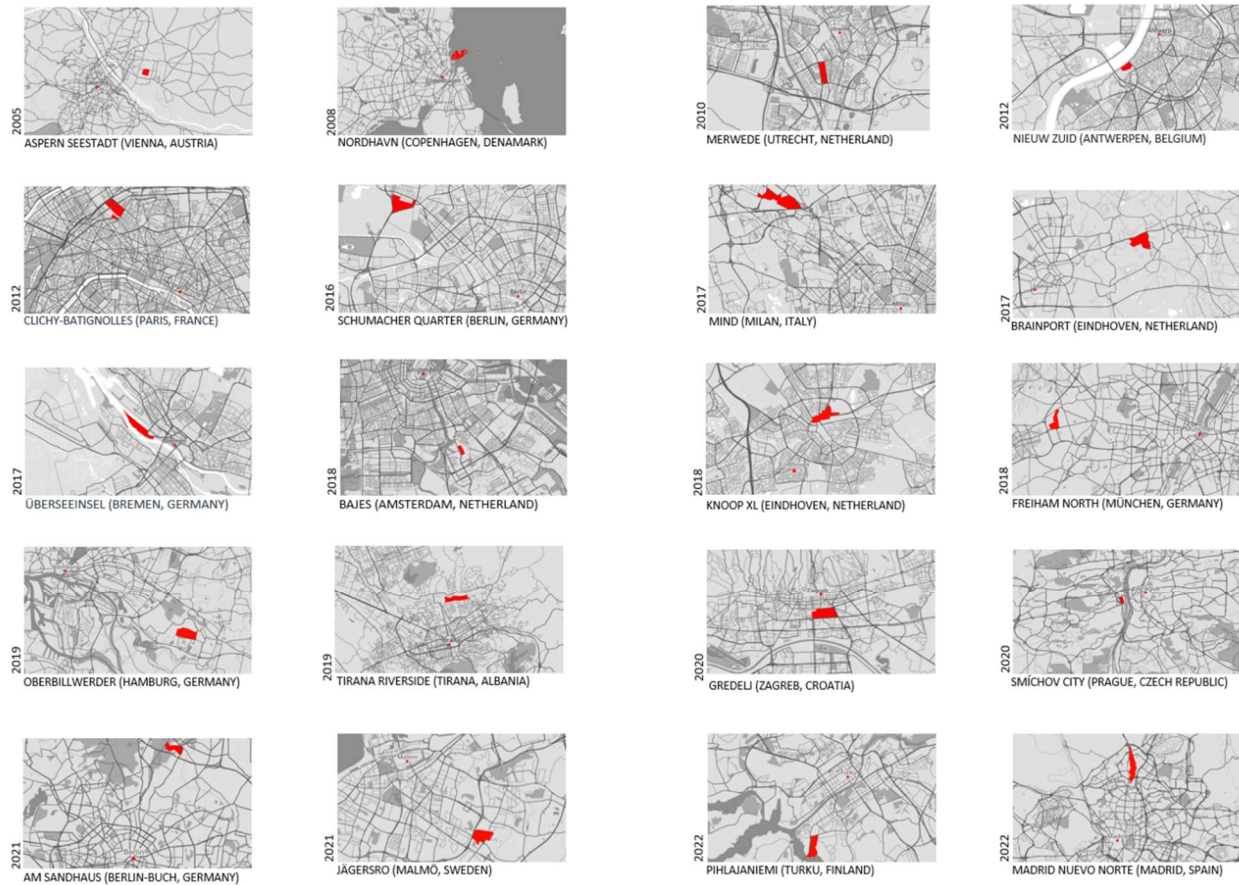 2005
ASPERN SEESTADT (VIENNA, AUSTRIA)
2008
NORDHAVN (COPENHAGEN, DENAMARK)
2010
MERWEDE (UTRECHT, NETHERLAND)
2012
NIEUW ZUID (ANTWERPEN, BELGIUM)
2012
CLICHY-BATIGNOLLES (PARIS, FRANCE)
2016
SCHUMACHER QUARTER (BERLIN, GERMANY)
2017
MIND (MILAN, ITALY)
2017
BRAINPORT (EINDHOVEN, NETHERLAND)
2017
ÜBERSEEINSEL (BREMEN, GERMANY)
2018
BAJES (AMSTERDAM, NETHERLAND)
2018
KNOOP XL (EINDHOVEN, NETHERLAND)
2018
FREIHAM NORTH (MÜNCHEN, GERMANY)
2019
OBERBILLWERDER (HAMBURG, GERMANY)
2019
TIRANA RIVERSIDE (TIRANA, ALBANIA)
2020
GREDELJ (ZAGREB, CROATIA)
2020
SMÍCHOV CITY (PRAGUE, CZECH REPUBLIC)
2021
AM SANDHAUS (BERLIN-BUCH, GERMANY)
2021
JÄGERSRO (MALMÖ, SWEDEN)
2022
PIHLAJANIEMI (TURKU, FINLAND)
2022
Madrid
MADRID NUEVO NORTE (MADRID, SPAIN)